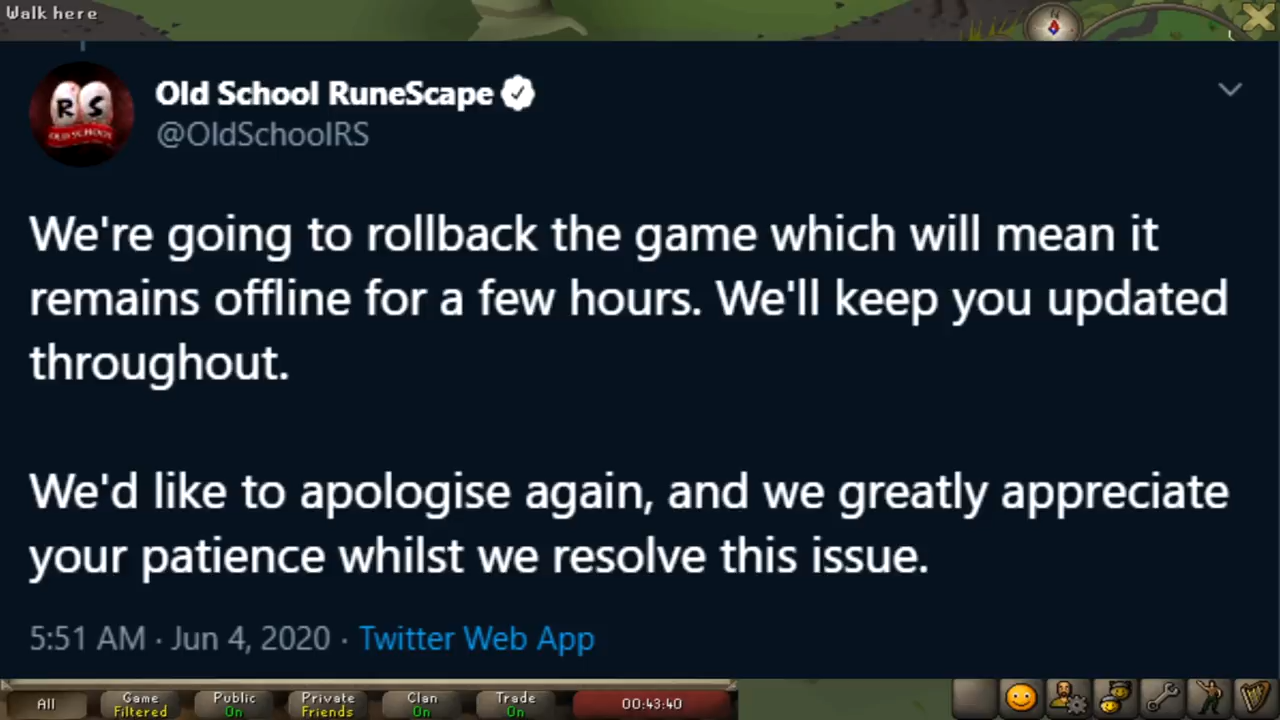 Walk here
RS
OLD SCHOOL
Old School RuneScape
@OldSchoolRS
We're going to rollback the game which will mean it
remains offline for a few hours. We'll keep you updated
throughout.
We'd like to apologise again, and we greatly appreciate
your patience whilst we resolve this issue.
5:51 AM · Jun 4, 2020 · Twitter Web App
All
Game
Filtered
Public
On
Private
Friends
Clan
On
Trade
On
00:43:40